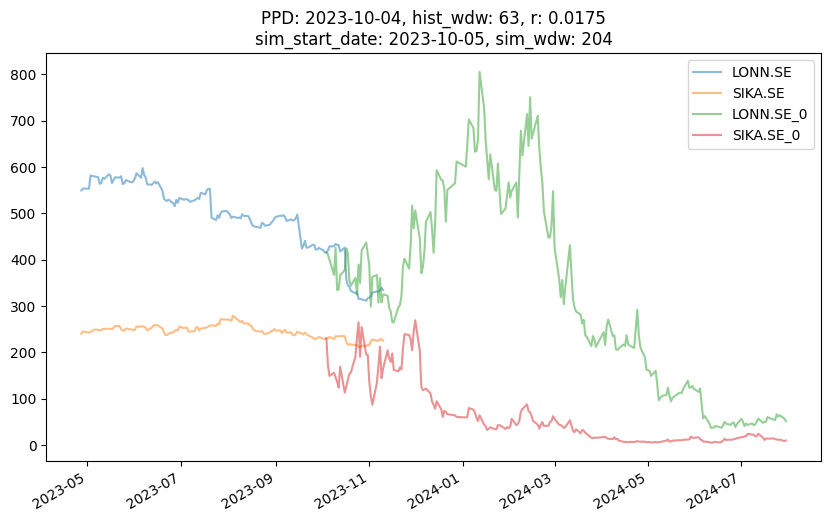 PPD: 2023-10-04, hist_wdw: 63, r: 0.0175
sim_start_date: 2023-10-05, sim_wdw: 204
LONN.SE
SIKA.SE
LONN.SE_0
SIKA.SE_0
800
700
600
500
400
300
200
100
0
2023-05
2023-07
2023-09
2023-11
2024-01
2024-03
2024-05
2024-07